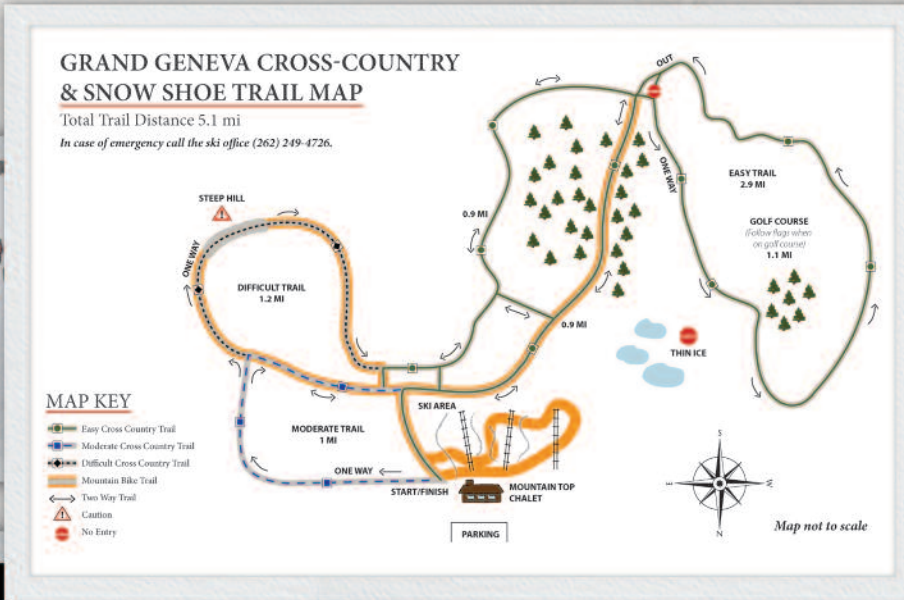 GRAND GENEVA CROSS-COUNTRY
& SNOW SHOE TRAIL MAP
Total Trail Distance 5.1 mi
In case of emergency call the ski office (262) 249-4726.
OUT
ONE WAY
EASY TRAIL
2.9 MI
GOLF COURSE
(Follow flags when
on golf course)
1.1 MI
0.9 MI
STEEP HILL
ONE WAY
DIFFICULT TRAIL
1.2 MI
0.9 MI
THIN ICE
SKI AREA
MODERATE TRAIL
1 MI
ONE WAY
START/FINISH
MOUNTAIN TOP
CHALET
PARKING
MAP KEY
Easy Cross Country Trail
Moderate Cross Country Trail
Difficult Cross Country Trail
Mountain Bike Trail
Two Way Trail
Caution
No Entry
S
E
W
N
Map not to scale